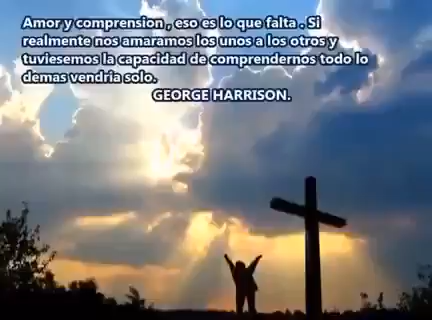 Amor y comprension , eso es lo que falta . Si
realmente nos amaramos los unos a los otros y
tuviesemos la capacidad de comprendernos todo lo
demas vendria solo.
GEORGE HARRISON.